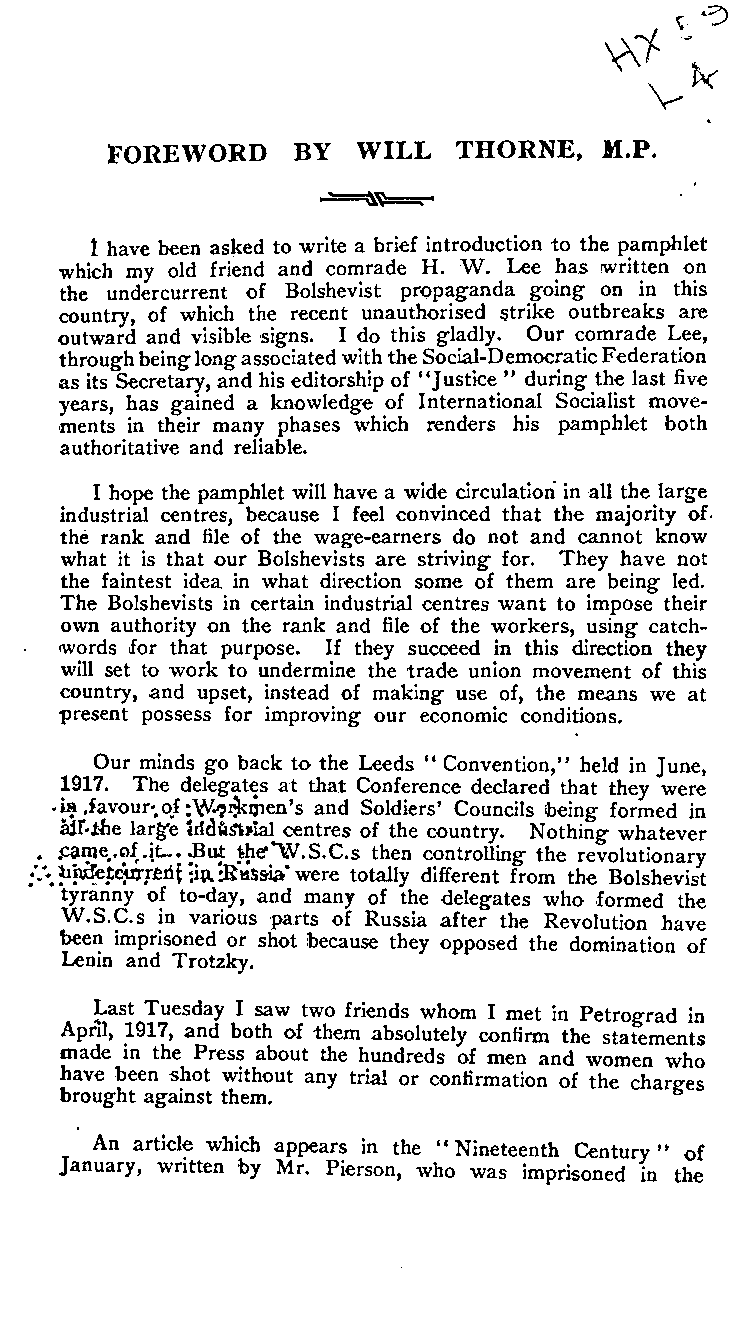 HX
L4
FOREWORD BY WILL THORNE, M.P.
I have been asked to write a brief introduction to the pamphlet
which my old friend and comrade H. W. Lee has written on
the undercurrent of Bolshevist propaganda going on in this
country, of which the recent unauthorised strike outbreaks are
outward and visible signs. I do this gladly. Our comrade Lee,
through being long associated with the Social-Democratic Federation
as its Secretary, and his editorship of "Justice" during the last five
years, has gained a knowledge of International Socialist move-
ments in their many phases which renders his pamphlet both
authoritative and reliable.
I hope the pamphlet will have a wide circulation in all the large
industrial centres, because I feel convinced that the majority of
the rank and file of the wage-earners do not and cannot know
what it is that our Bolshevists are striving for. They have not
the faintest idea in what direction some of them are being led.
The Bolshevists in certain industrial centres want to impose their
own authority on the rank and file of the workers, using catch-
words for that purpose. If they succeed in this direction they
will set to work to undermine the trade union movement of this
country, and upset, instead of making use of, the means we at
present possess for improving our economic conditions.
Our minds go back to the Leeds "Convention," held in June,
1917. The delegates at that Conference declared that they were
in favour of Workmen's and Soldiers' Councils being formed in
all the large industrial centres of the country. Nothing whatever
came of it. But the W.S.C.s then controlling the revolutionary
undercurrent in Russia were totally different from the Bolshevist
tyranny of to-day, and many of the delegates who formed the
W.S.C.s in various parts of Russia after the Revolution have
been imprisoned or shot because they opposed the domination of
Lenin and Trotzky.
Last Tuesday I saw two friends whom I met in Petrograd in
April, 1917, and both of them absolutely confirm the statements
made in the Press about the hundreds of men and women who
have been shot without any trial or confirmation of the charges
brought against them.
An article which appears in the "Nineteenth Century" of
January, written by Mr. Pierson, who was imprisoned in the